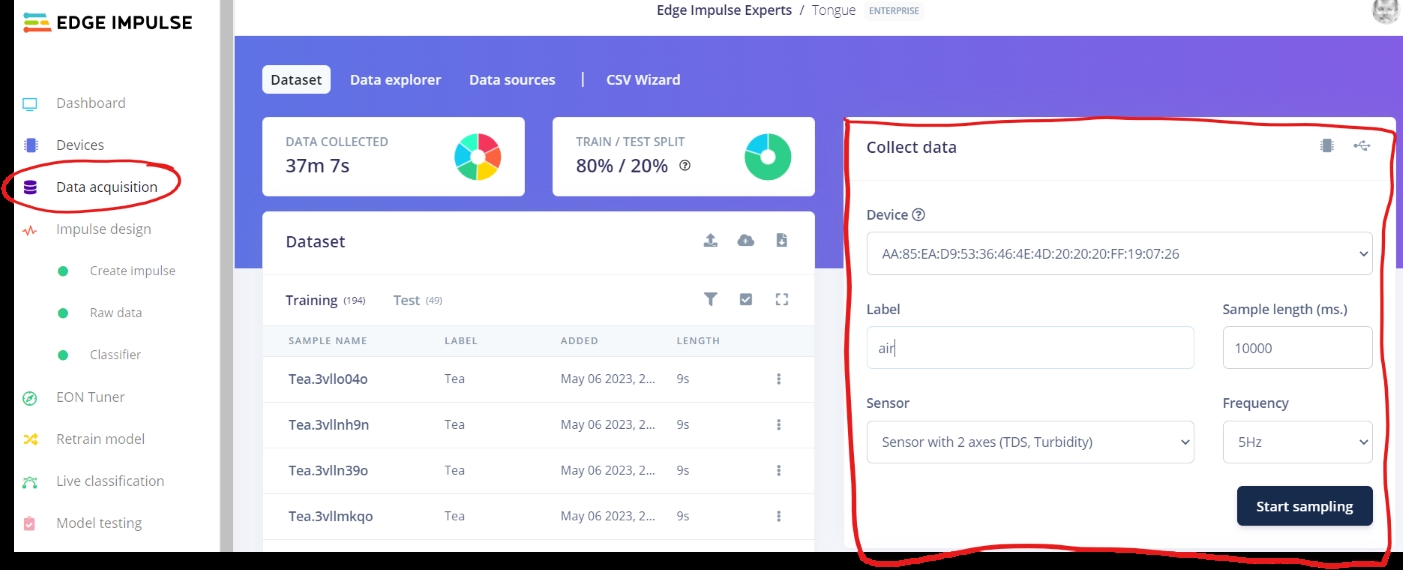 EDGE IMPULSE
Edge Impulse Experts / Tongue ENTERPRISE
Dashboard
Devices
Data acquisition
Impulse design
Create impulse
Raw data
Classifier
EON Tuner
Retrain model
Live classification
Model testing
Dataset Data explorer Data sources | CSV Wizard
DATA COLLECTED
37m 7s
TRAIN / TEST SPLIT
80% / 20%
Dataset
Training (194) Test (49)
SAMPLE NAME LABEL ADDED LENGTH
Tea.3vllo04o Tea May 06 2023, 2... 9s
Tea.3vllnh9n Tea May 06 2023, 2... 9s
Tea.3vlln39o Tea May 06 2023, 2... 9s
Tea.3vllmkqo Tea May 06 2023, 2... 9s
Collect data
Device
AA:85:EA:D9:53:36:46:4E:4D:20:20:20:FF:19:07:26
Label Sample length (ms.)
air 10000
Sensor Frequency
Sensor with 2 axes (TDS, Turbidity) 5Hz
Start sampling